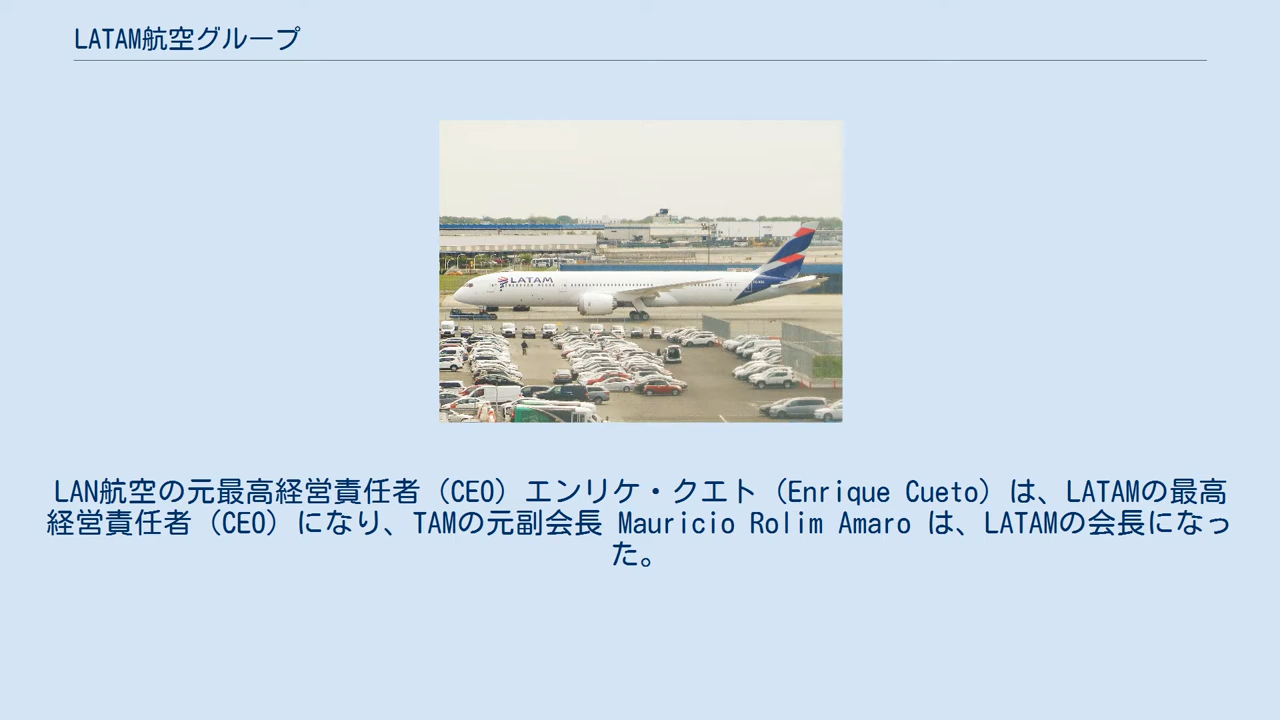 LATAM航空グループ
LATAM
LAN航空の元最高経営責任者（CEO）エンリケ・クエト（Enrique Cueto）は、LATAMの最高
経営責任者（CEO）になり、TAMの元副会長 Mauricio Rolim Amaro は、LATAMの会長になっ
た。